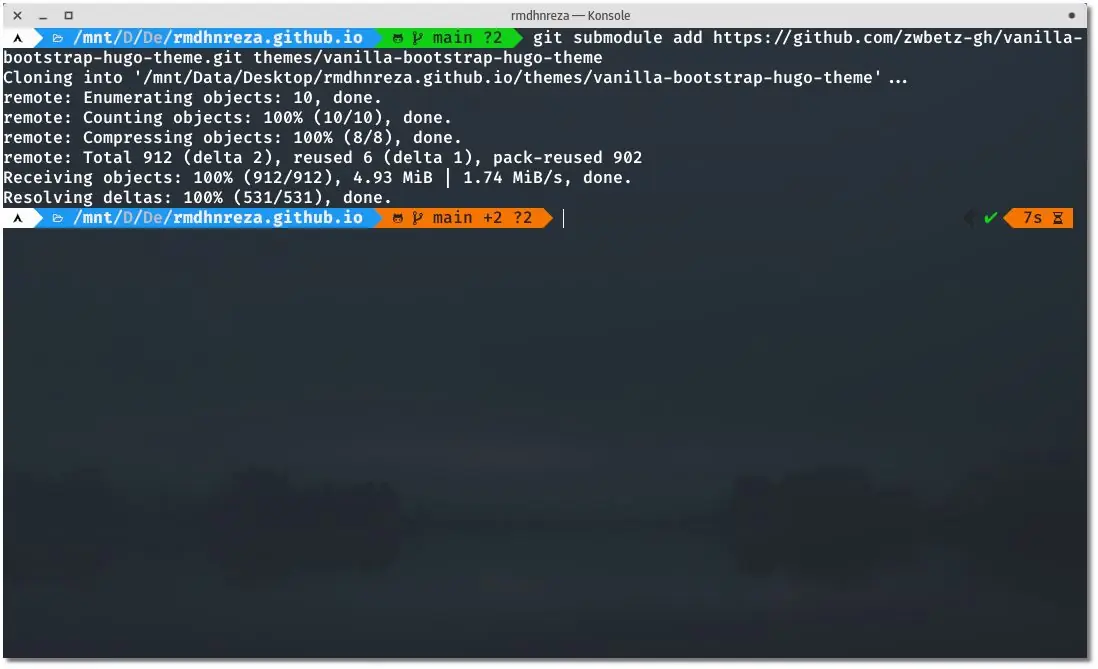 rmdhnreza — Konsole
/mnt/D/De/rmdhnreza.github.io main ?2 git submodule add https://github.com/zwbetz-gh/vanilla-
bootstrap-hugo-theme.git themes/vanilla-bootstrap-hugo-theme
Cloning into '/mnt/Data/Desktop/rmdhnreza.github.io/themes/vanilla-bootstrap-hugo-theme'...
remote: Enumerating objects: 10, done.
remote: Counting objects: 100% (10/10), done.
remote: Compressing objects: 100% (8/8), done.
remote: Total 912 (delta 2), reused 6 (delta 1), pack-reused 902
Receiving objects: 100% (912/912), 4.93 MiB | 1.74 MiB/s, done.
Resolving deltas: 100% (531/531), done.
/mnt/D/De/rmdhnreza.github.io main +2 ?2 ✔ 7s